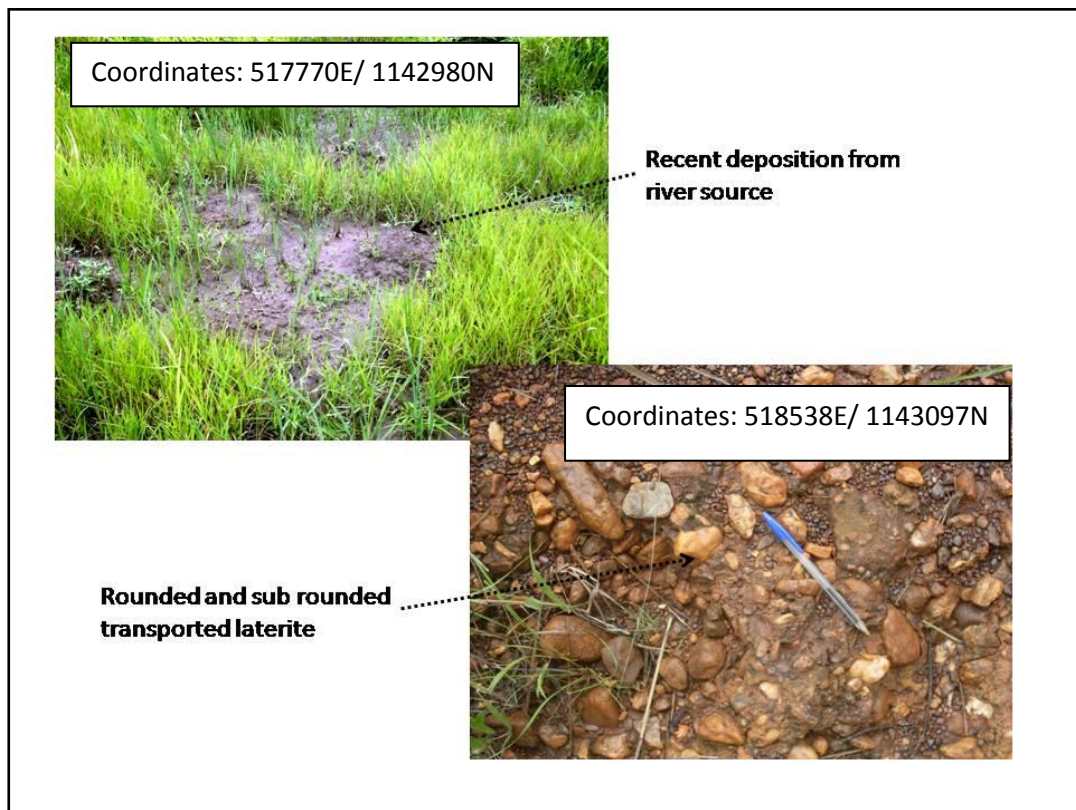 Coordinates: 517770E/ 1142980N
Recent deposition from
river source
Coordinates: 518538E/ 1143097N
Rounded and sub rounded
transported laterite